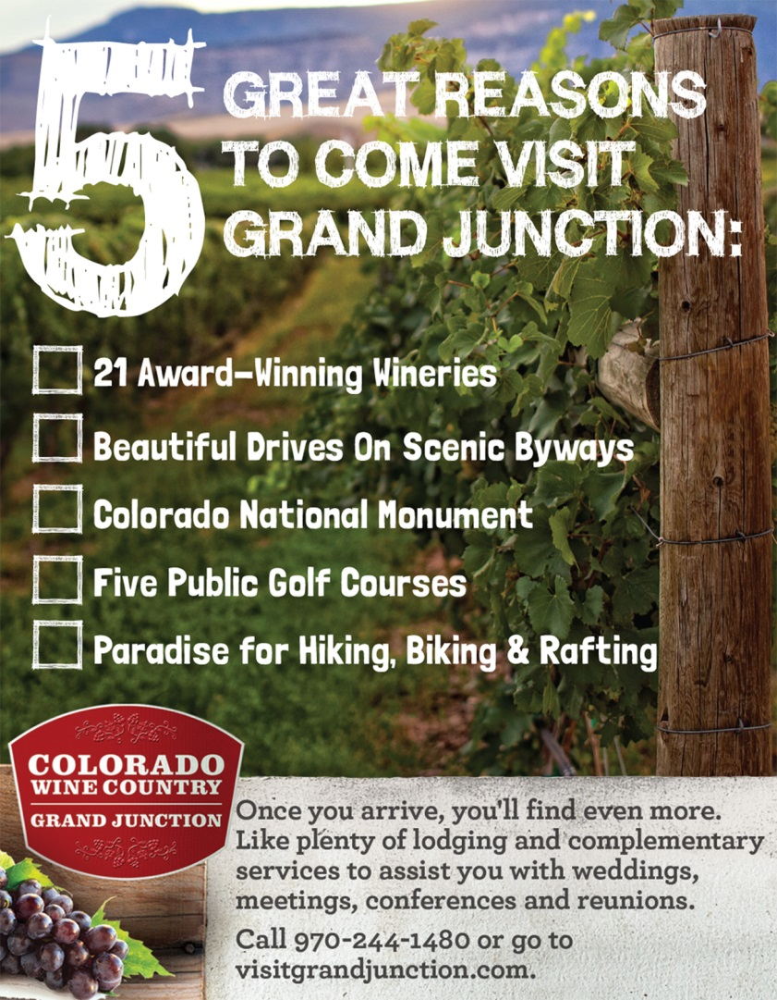 5 GREAT REASONS
TO COME VISIT
GRAND JUNCTION:
21 Award-Winning Wineries
Beautiful Drives On Scenic Byways
Colorado National Monument
Five Public Golf Courses
Paradise for Hiking, Biking & Rafting
COLORADO
WINE COUNTRY
GRAND JUNCTION
Once you arrive, you'll find even more.
Like plenty of lodging and complementary
services to assist you with weddings,
meetings, conferences and reunions.
Call 970-244-1480 or go to
visitgrandjunction.com.